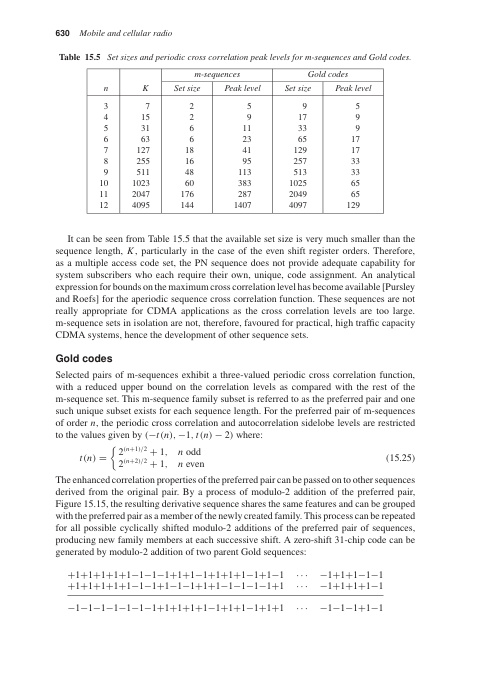 630 Mobile and cellular radio
Table 15.5 Set sizes and periodic cross correlation peak levels for m-sequences and Gold codes.
m-sequences Gold codes
n K Set size Peak level Set size Peak level
3 7 2 5 9 5
4 15 2 9 17 9
5 31 6 11 33 9
6 63 6 23 65 17
7 127 18 41 129 17
8 255 16 95 257 33
9 511 48 113 513 33
10 1023 60 383 1025 65
11 2047 176 287 2049 65
12 4095 144 1407 4097 129
It can be seen from Table 15.5 that the available set size is very much smaller than the
sequence length, K, particularly in the case of the even shift register orders. Therefore,
as a multiple access code set, the PN sequence does not provide adequate capability for
system subscribers who each require their own, unique, code assignment. An analytical
expression for bounds on the maximum cross correlation level has become available [Pursley
and Roefs] for the aperiodic sequence cross correlation function. These sequences are not
really appropriate for CDMA applications as the cross correlation levels are too large.
m-sequence sets in isolation are not, therefore, favoured for practical, high traffic capacity
CDMA systems, hence the development of other sequence sets.
Gold codes
Selected pairs of m-sequences exhibit a three-valued periodic cross correlation function,
with a reduced upper bound on the correlation levels as compared with the rest of the
m-sequence set. This m-sequence family subset is referred to as the preferred pair and one
such unique subset exists for each sequence length. For the preferred pair of m-sequences
of order n, the periodic cross correlation and autocorrelation sidelobe levels are restricted
to the values given by (−t(n), −1, t(n) − 2) where:
t(n) = { 2^{(n+1)/2} + 1, n odd
2^{(n+2)/2} + 1, n even (15.25)
The enhanced correlation properties of the preferred pair can be passed on to other sequences
derived from the original pair. By a process of modulo-2 addition of the preferred pair,
Figure 15.15, the resulting derivative sequence shares the same features and can be grouped
with the preferred pair as a member of the newly created family. This process can be repeated
for all possible cyclically shifted modulo-2 additions of the preferred pair of sequences,
producing new family members at each successive shift. A zero-shift 31-chip code can be
generated by modulo-2 addition of two parent Gold sequences:
+1+1+1+1+1−1−1−1+1+1−1+1+1+1−1+1−1 ⋯ −1+1+1−1−1
+1+1+1+1+1−1−1+1−1−1+1+1−1−1−1−1+1 ⋯ −1+1+1+1−1
−1−1−1−1−1−1−1+1+1+1+1−1+1+1−1+1+1+1 ⋯ −1−1−1+1−1